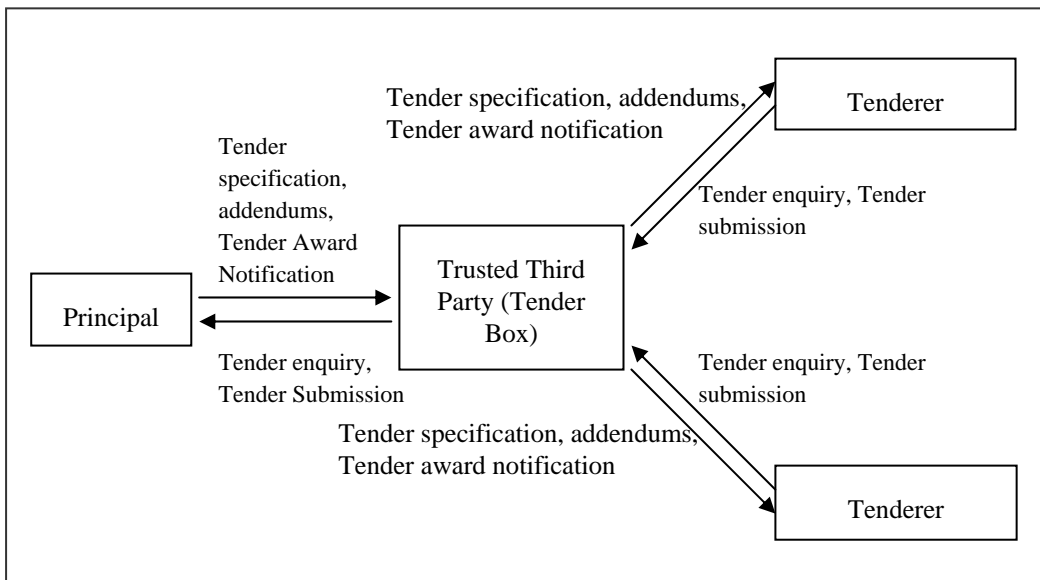 Tender specification, addendums,
Tender award notification
Tenderer
Tender
specification,
addendums,
Tender Award
Notification
Tender enquiry, Tender
submission
Principal
Trusted Third
Party (Tender
Box)
Tender enquiry,
Tender Submission
Tender enquiry, Tender
submission
Tender specification, addendums,
Tender award notification
Tenderer